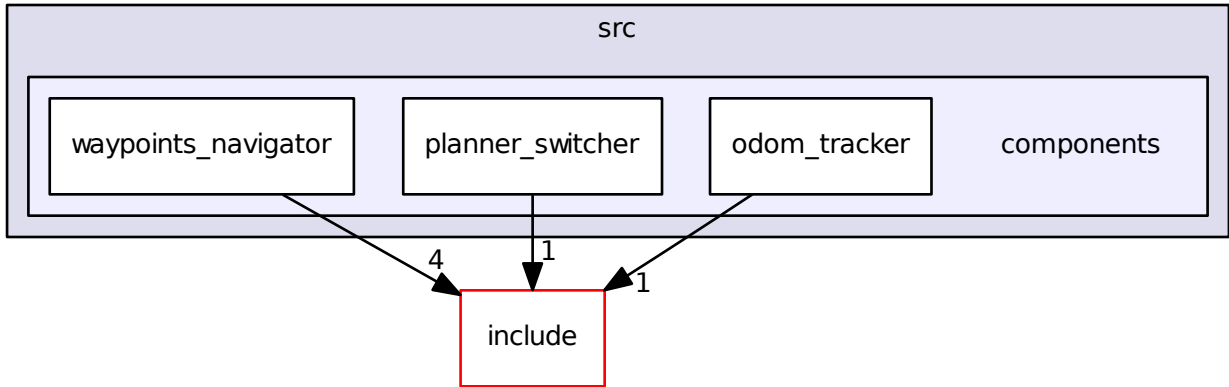 src
waypoints_navigator
planner_switcher
odom_tracker
components
4
1
1
include